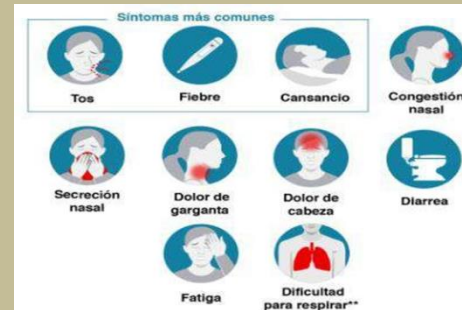 Síntomas más comunes
Tos
Fiebre
Cansancio
Congestión
nasal
Secreción
nasal
Dolor de
garganta
Dolor de
cabeza
Diarrea
Fatiga
Dificultad
para respirar**